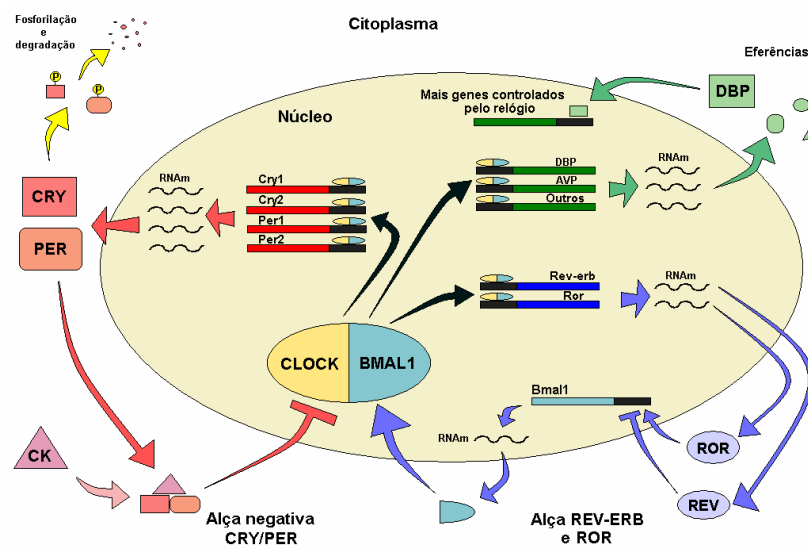 Citoplasma
Fosforilação
e
degradação
P
P
CRY
PER
CK
Núcleo
RNAm
Cry1
Cry2
Per1
Per2
Mais genes controlados
pelo relógio
Eferências
DBP
DBP
AVP
Outros
RNAm
Rev-erb
Ror
RNAm
CLOCK
BMAL1
Bmal1
RNAm
ROR
REV
Alça negativa
CRY/PER
Alça REV-ERB
e ROR